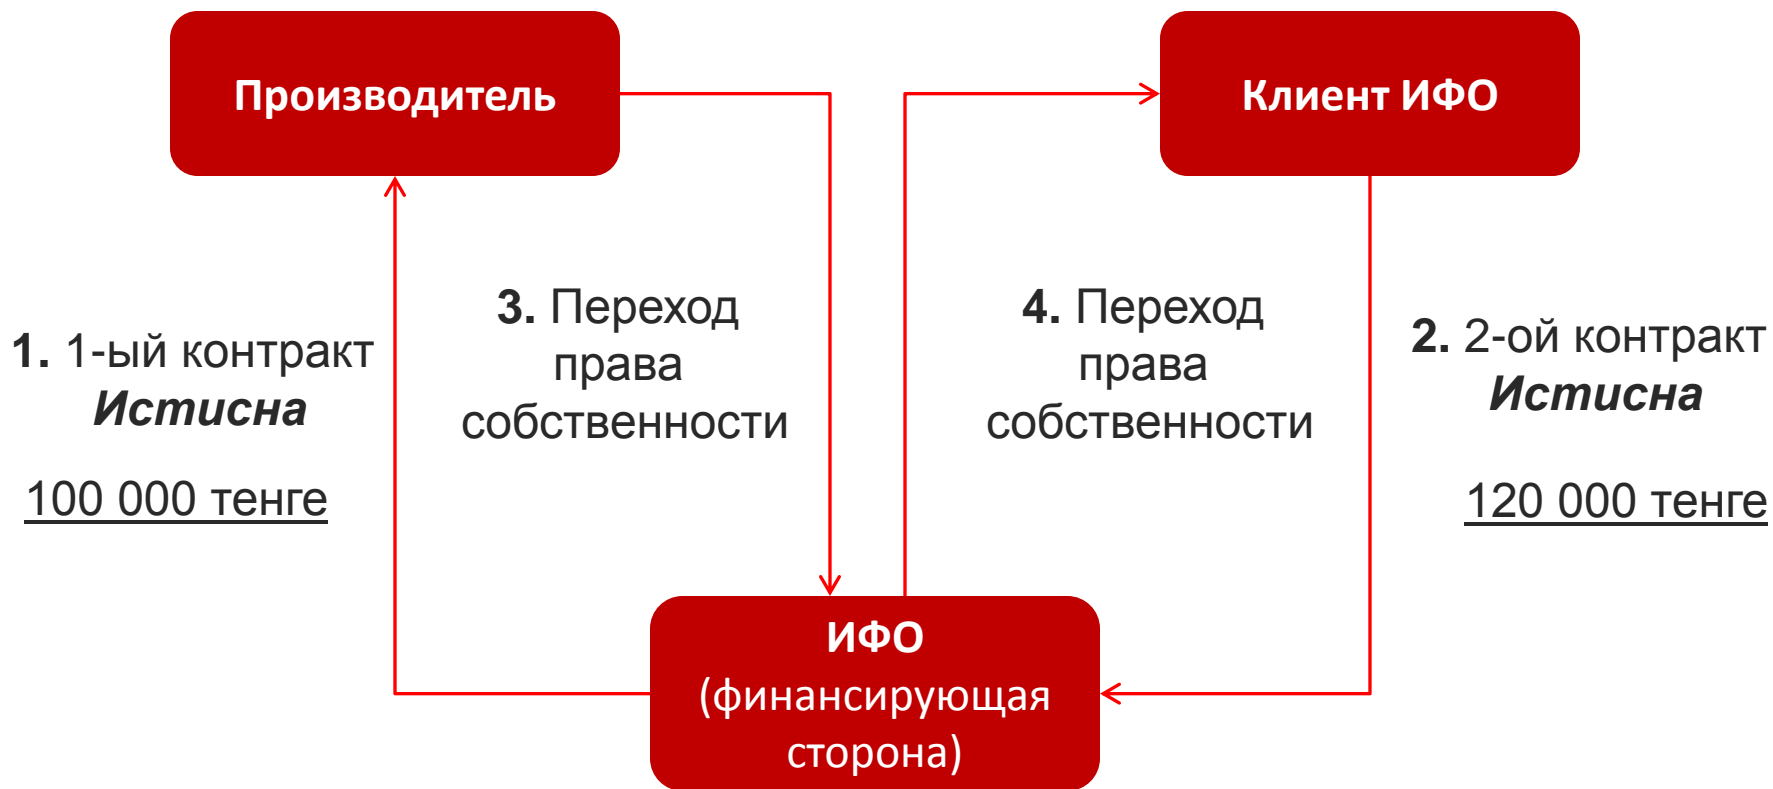 Производитель
Клиент ИФО
1. 1-ый контракт
Истисна
100 000 тенге
3. Переход
права
собственности
4. Переход
права
собственности
2. 2-ой контракт
Истисна
120 000 тенге
ИФО
(финансирующая
сторона)